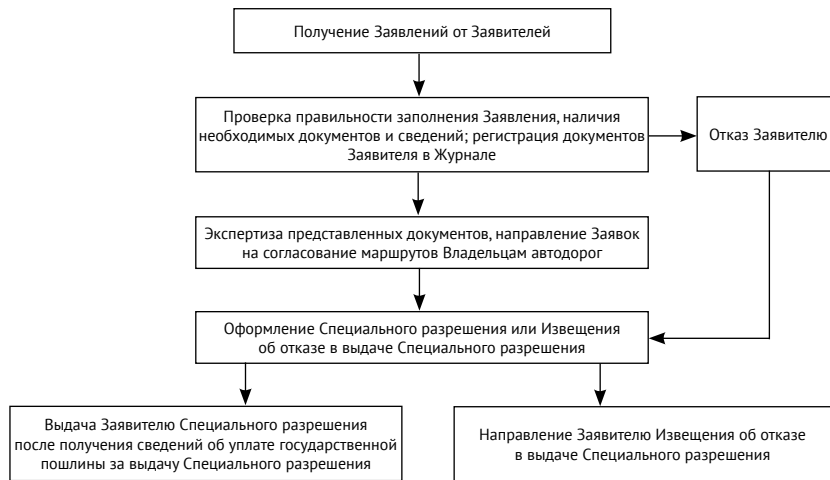 Получение Заявлений от Заявителей
Проверка правильности заполнения Заявления, наличия
необходимых документов и сведений; регистрация документов
Заявителя в Журнале
Отказ Заявителю
Экспертиза представленных документов, направление Заявок
на согласование маршрутов Владельцам автодорог
Оформление Специального разрешения или Извещения
об отказе в выдаче Специального разрешения
Выдача Заявителю Специального разрешения
после получения сведений об уплате государственной
пошлины за выдачу Специального разрешения
Направление Заявителю Извещения об отказе
в выдаче Специального разрешения